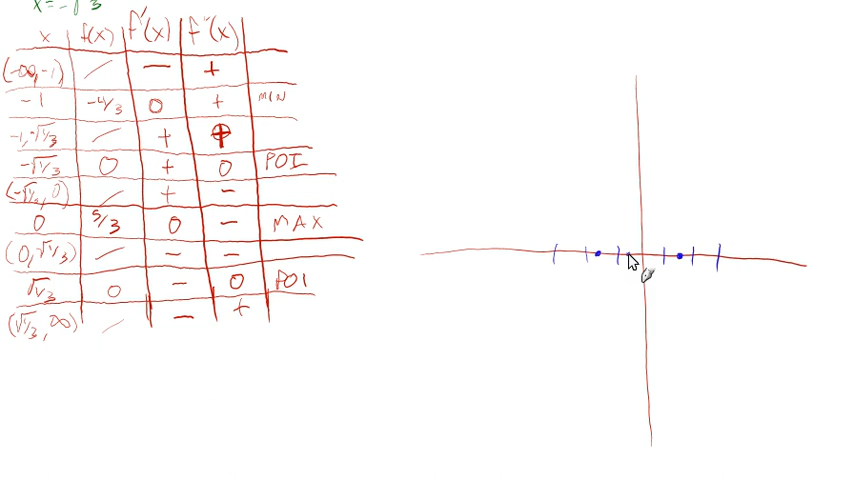 x = -√3
x f(x) f'(x) f''(x)
(-∞, -1) / − +
-1 -4/3 0 + MIN
-1, -√1/3 / + +
-√1/3 0 + 0 POI
(-√1/3, 0) / + −
0 5/3 0 − MAX
(0, √1/3) / − −
√1/3 0 − 0 POI
(√1/3, ∞) / − +